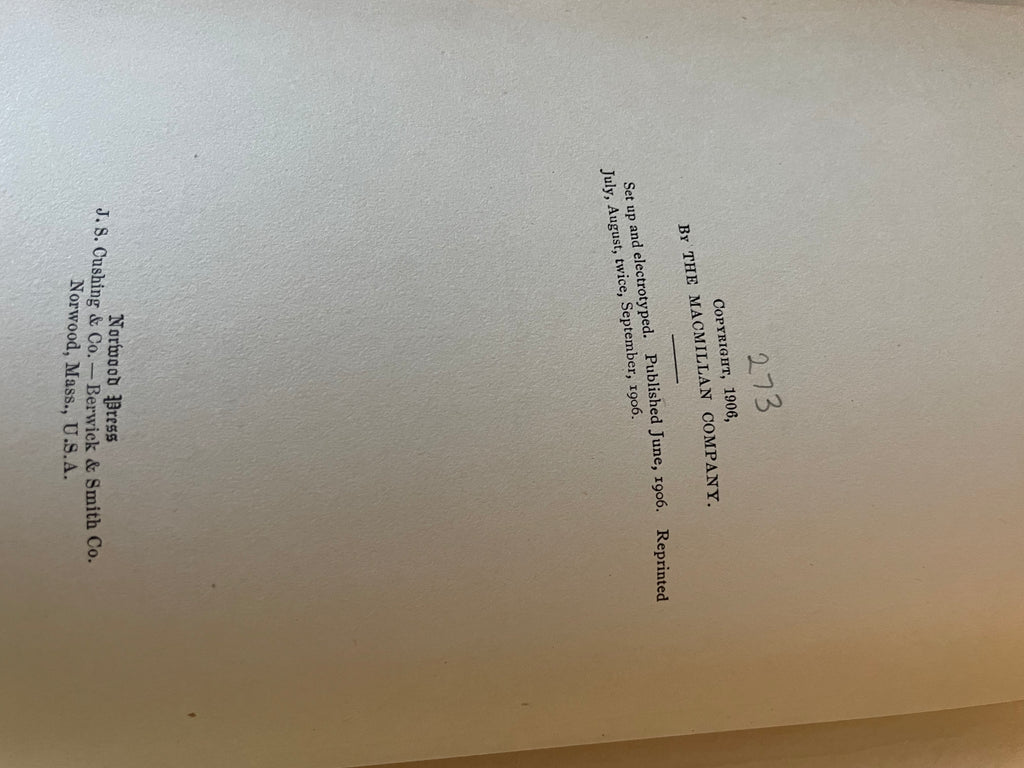 273
COPYRIGHT, 1906,
BY THE MACMILLAN COMPANY.
Set up and electrotyped. Published June, 1906. Reprinted
July, August, twice, September, 1906.
Norwood Press
J. S. Cushing & Co. — Berwick & Smith Co.
Norwood, Mass., U.S.A.